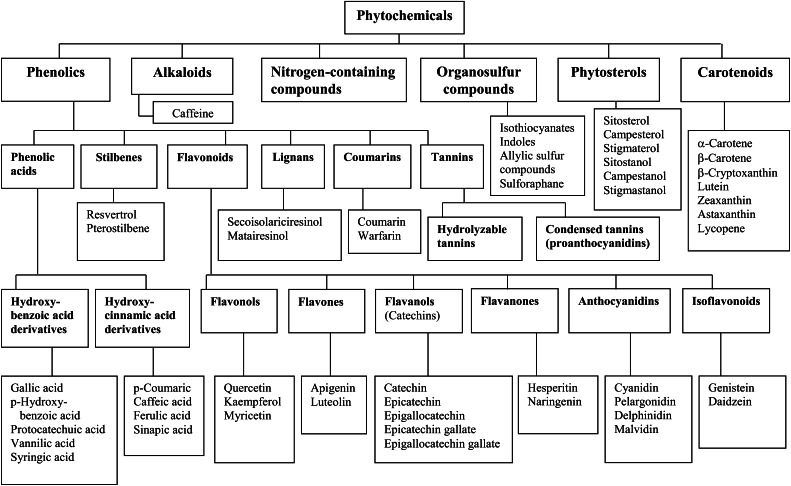 Phytochemicals
Phenolics
Alkaloids
Nitrogen-containing
compounds
Organosulfur
compounds
Phytosterols
Carotenoids
Caffeine
Isothiocyanates
Indoles
Allylic sulfur
compounds
Sulforaphane
Sitosterol
Campesterol
Stigmaterol
Sitostanol
Campestanol
Stigmastanol
α-Carotene
β-Carotene
β-Cryptoxanthin
Lutein
Zeaxanthin
Astaxanthin
Lycopene
Phenolic
acids
Stilbenes
Flavonoids
Lignans
Coumarins
Tannins
Resvertrol
Pterostilbene
Secoisolariciresinol
Matairesinol
Coumarin
Warfarin
Hydrolyzable
tannins
Condensed tannins
(proanthocyanidins)
Hydroxy-
benzoic acid
derivatives
Hydroxy-
cinnamic acid
derivatives
Flavonols
Flavones
Flavanols
(Catechins)
Flavanones
Anthocyanidins
Isoflavonoids
Gallic acid
p-Hydroxy-
benzoic acid
Protocatechuic acid
Vannilic acid
Syringic acid
p-Coumaric
Caffeic acid
Ferulic acid
Sinapic acid
Quercetin
Kaempferol
Myricetin
Apigenin
Luteolin
Catechin
Epicatechin
Epigallocatechin
Epicatechin gallate
Epigallocatechin gallate
Hesperitin
Naringenin
Cyanidin
Pelargonidin
Delphinidin
Malvidin
Genistein
Daidzein